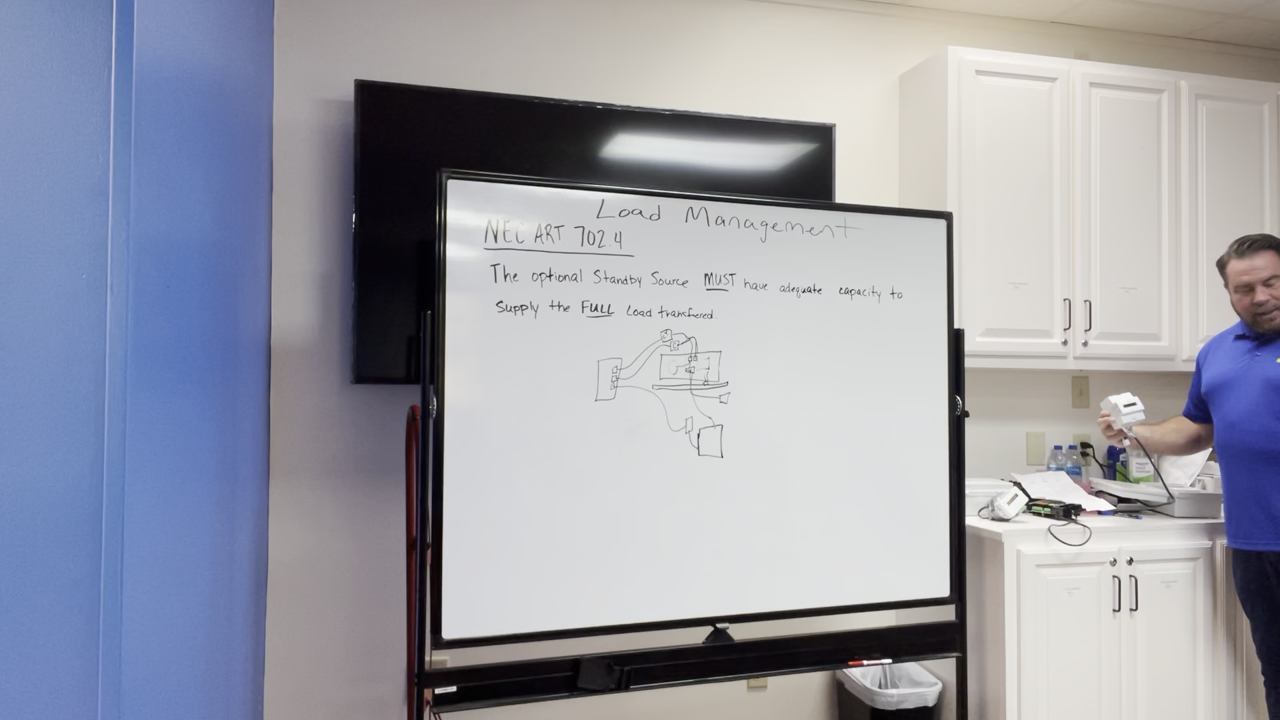 Load Management
NEC ART 702.4
The optional Standby Source MUST have adequate capacity to
Supply the FULL Load transfered